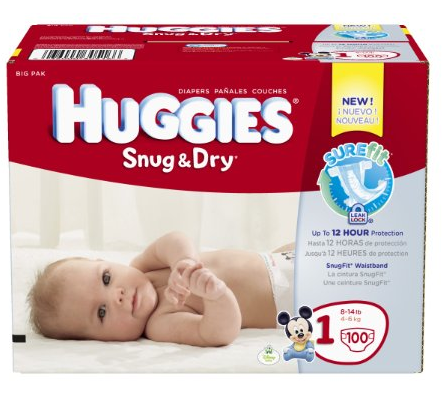 BIG PAK
DIAPERS PAÑALES COUCHES
HUGGIES®
Snug & Dry®
NEW!
¡NUEVO!
NOUVEAU!
SUREfit™
LEAK LOCK®
Up To 12 HOUR Protection
Hasta 12 HORAS de protección
Jusqu'à 12 HEURES de protection
SnugFit* Waistband
La cintura SnugFit*
Une ceinture SnugFit*
1
8-14 lb
4-6 kg
100